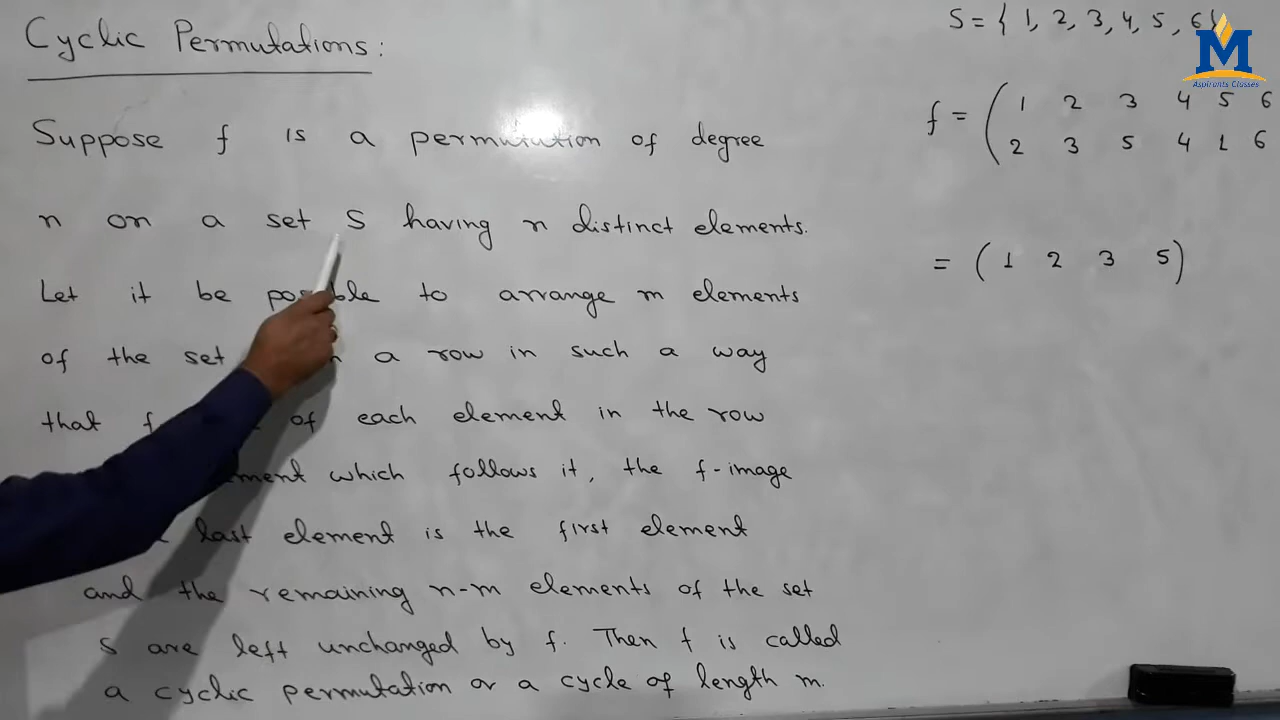 Cyclic Permutations:
Suppose f is a permutation of degree
n on a set S having n distinct elements.
Let it be possible to arrange m elements
of the set a row in such a way
that f of each element in the row
which follows it, the f-image
last element is the first element
and the remaining n-m elements of the set
S are left unchanged by f. Then f is called
a cyclic permutation or a cycle of length m.
S = { 1, 2, 3, 4, 5, 6}
M
Aspirants Classes
f = ( 1 2 3 4 5 6
2 3 5 4 1 6
= ( 1 2 3 5 )